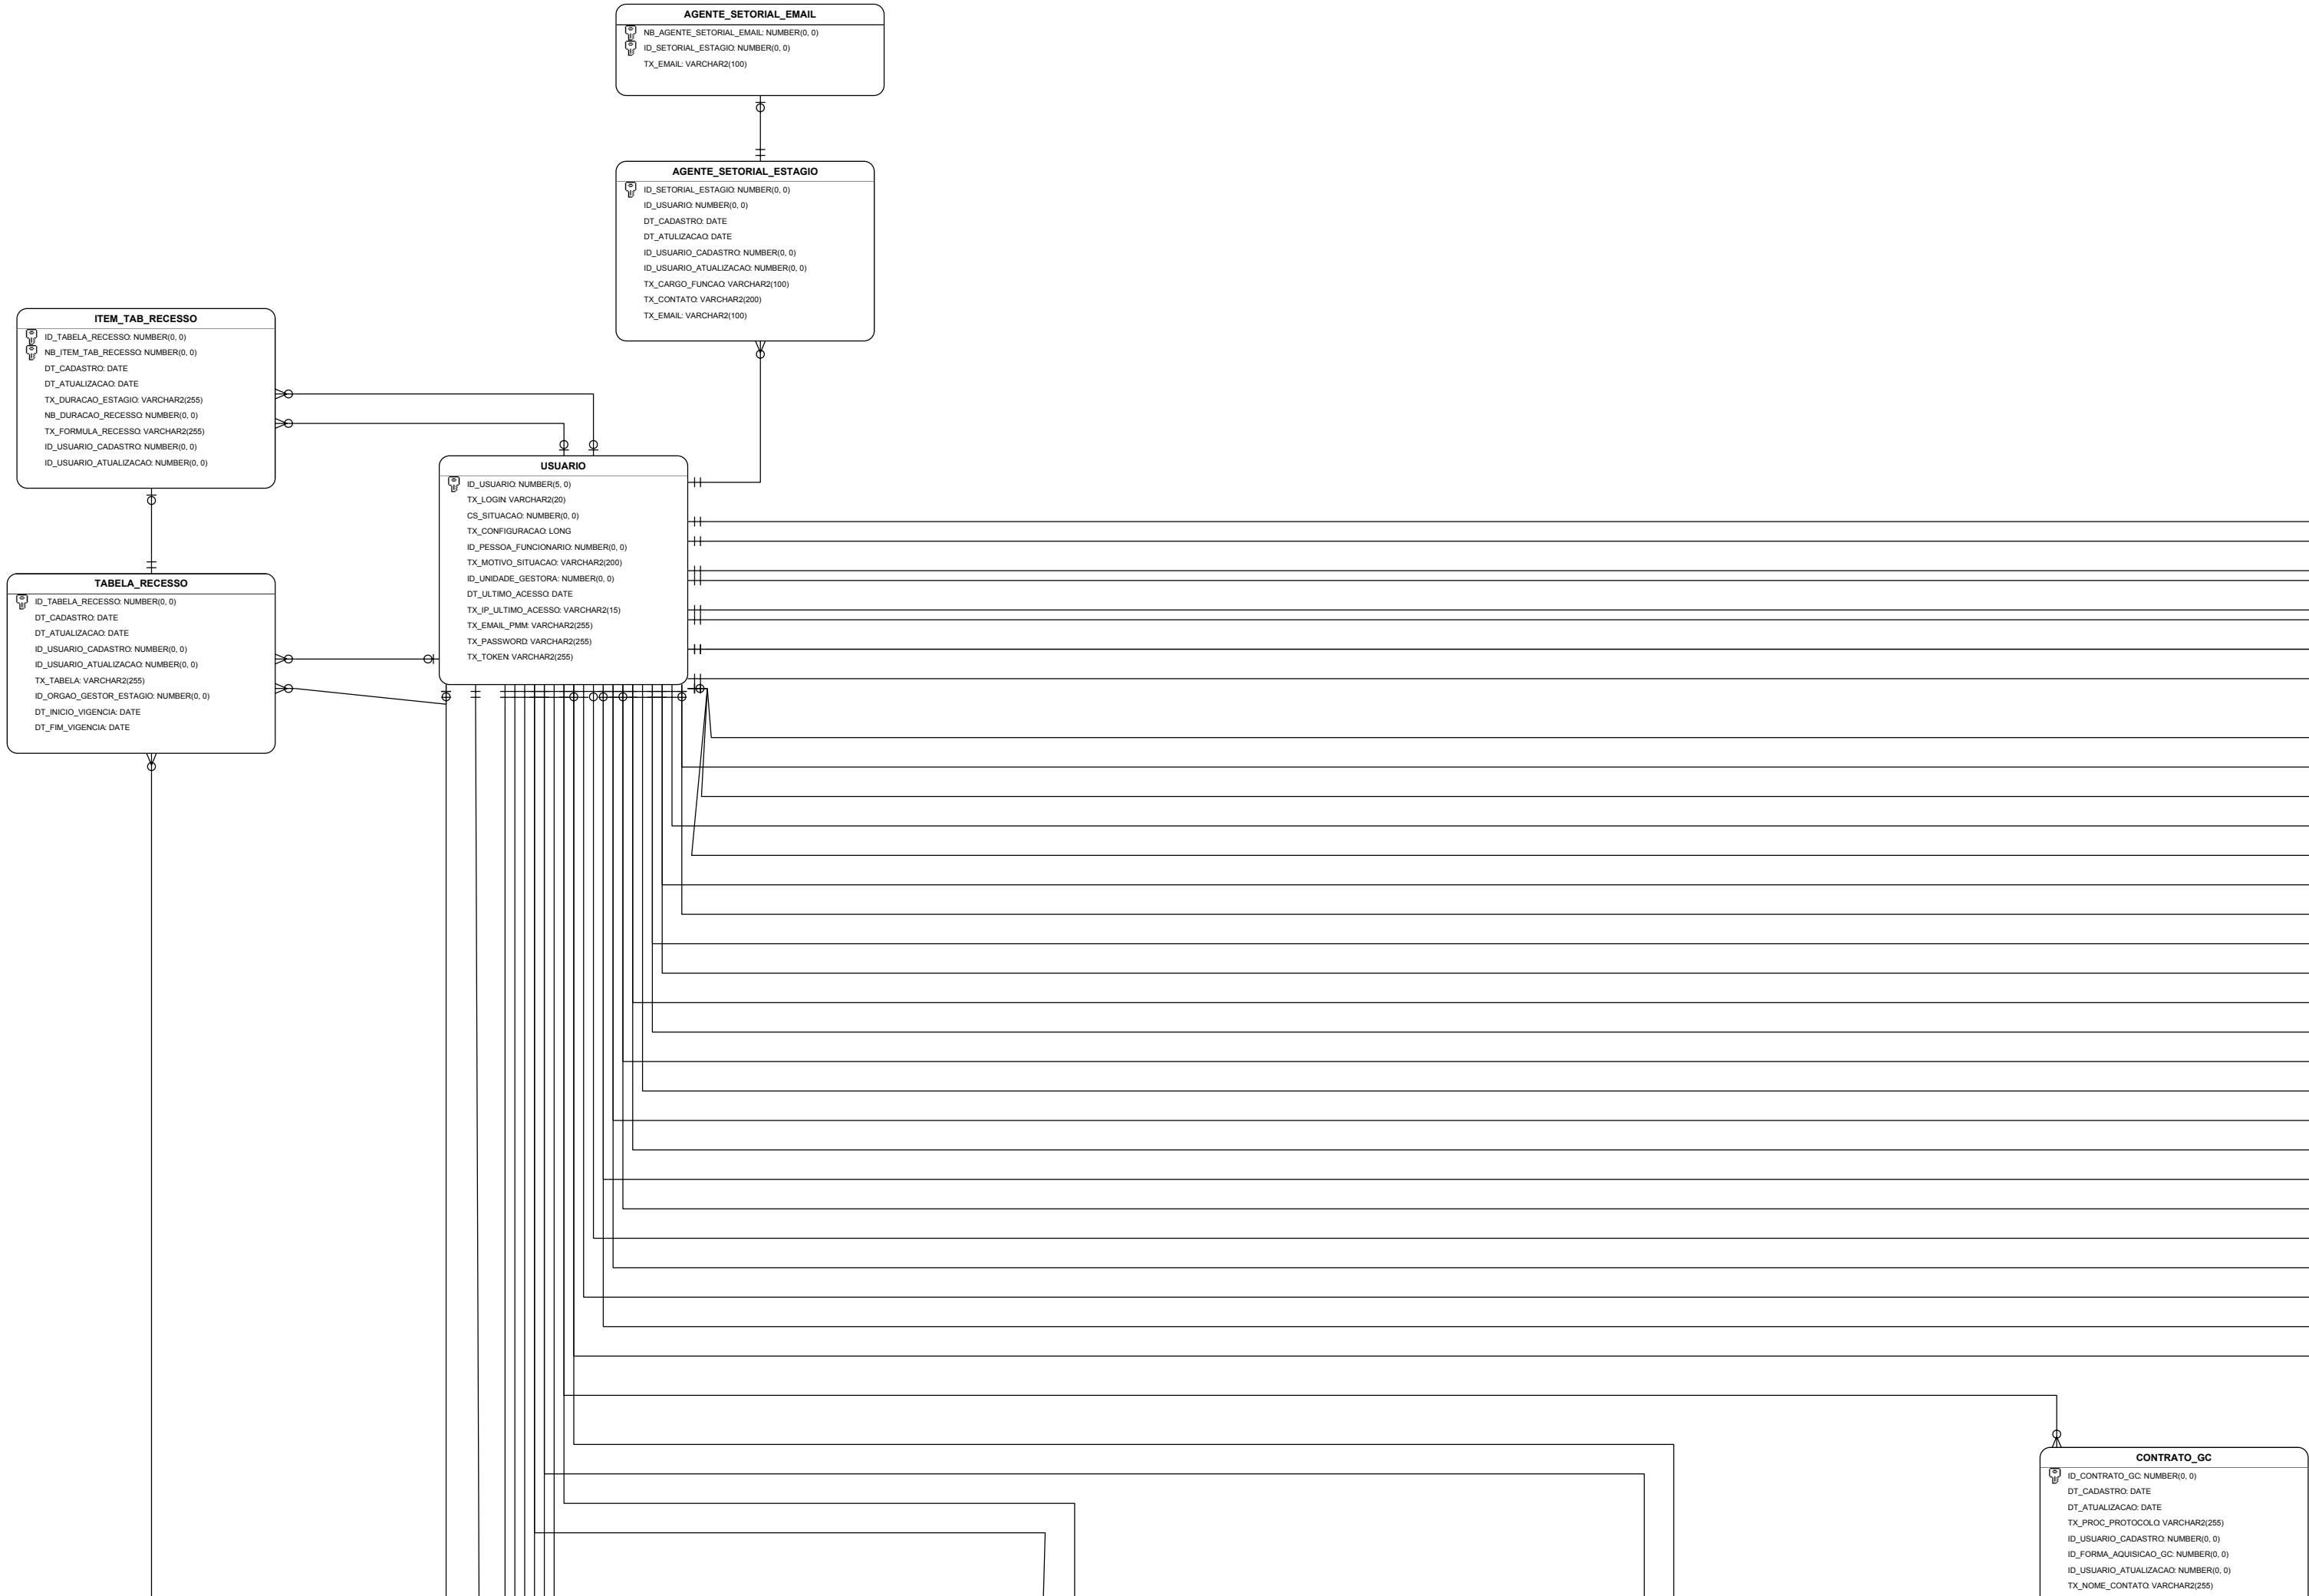 AGENTE_SETORIAL_EMAIL
NB_AGENTE_SETORIAL_EMAIL: NUMBER(0, 0)
ID_SETORIAL_ESTAGIO: NUMBER(0, 0)
TX_EMAIL: VARCHAR2(100)
AGENTE_SETORIAL_ESTAGIO
ID_SETORIAL_ESTAGIO: NUMBER(0, 0)
ID_USUARIO: NUMBER(0, 0)
DT_CADASTRO: DATE
DT_ATULIZACAO: DATE
ID_USUARIO_CADASTRO: NUMBER(0, 0)
ID_USUARIO_ATUALIZACAO: NUMBER(0, 0)
TX_CARGO_FUNCAO: VARCHAR2(100)
TX_CONTATO: VARCHAR2(200)
TX_EMAIL: VARCHAR2(100)
ITEM_TAB_RECESSO
ID_TABELA_RECESSO: NUMBER(0, 0)
NB_ITEM_TAB_RECESSO: NUMBER(0, 0)
DT_CADASTRO: DATE
DT_ATUALIZACAO: DATE
TX_DURACAO_ESTAGIO: VARCHAR2(255)
NB_DURACAO_RECESSO: NUMBER(0, 0)
TX_FORMULA_RECESSO: VARCHAR2(255)
ID_USUARIO_CADASTRO: NUMBER(0, 0)
ID_USUARIO_ATUALIZACAO: NUMBER(0, 0)
USUARIO
ID_USUARIO: NUMBER(5, 0)
TX_LOGIN: VARCHAR2(20)
CS_SITUACAO: NUMBER(0, 0)
TX_CONFIGURACAO: LONG
ID_PESSOA_FUNCIONARIO: NUMBER(0, 0)
TX_MOTIVO_SITUACAO: VARCHAR2(200)
ID_UNIDADE_GESTORA: NUMBER(0, 0)
DT_ULTIMO_ACESSO: DATE
TX_IP_ULTIMO_ACESSO: VARCHAR2(15)
TX_EMAIL_PMM: VARCHAR2(255)
TX_PASSWORD: VARCHAR2(255)
TX_TOKEN: VARCHAR2(255)
TABELA_RECESSO
ID_TABELA_RECESSO: NUMBER(0, 0)
DT_CADASTRO: DATE
DT_ATUALIZACAO: DATE
ID_USUARIO_CADASTRO: NUMBER(0, 0)
ID_USUARIO_ATUALIZACAO: NUMBER(0, 0)
TX_TABELA: VARCHAR2(255)
ID_ORGAO_GESTOR_ESTAGIO: NUMBER(0, 0)
DT_INICIO_VIGENCIA: DATE
DT_FIM_VIGENCIA: DATE
CONTRATO_GC
ID_CONTRATO_GC: NUMBER(0, 0)
DT_CADASTRO: DATE
DT_ATUALIZACAO: DATE
TX_PROC_PROTOCOLO: VARCHAR2(255)
ID_USUARIO_CADASTRO: NUMBER(0, 0)
ID_FORMA_AQUISICAO_GC: NUMBER(0, 0)
ID_USUARIO_ATUALIZACAO: NUMBER(0, 0)
TX_NOME_CONTATO: VARCHAR2(255)